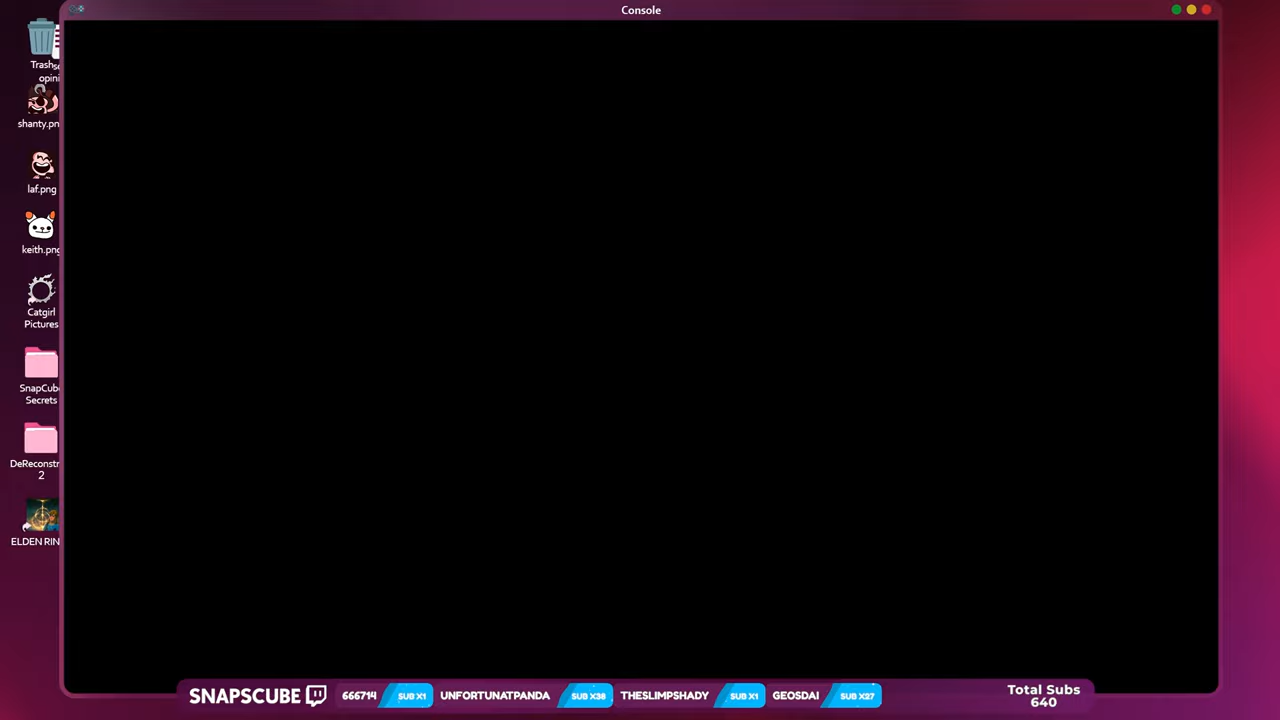 Console
Trash
opini
shanty.pn
laf.png
keith.png
Catgirl
Pictures
SnapCub
Secrets
DeReconstr
2
ELDEN RIN
SNAPSCUBE
666714 SUB X1 UNFORTUNATPANDA SUB X38 THESLIMPSHADY SUB X1 GEOSDAI SUB X27
Total Subs
640